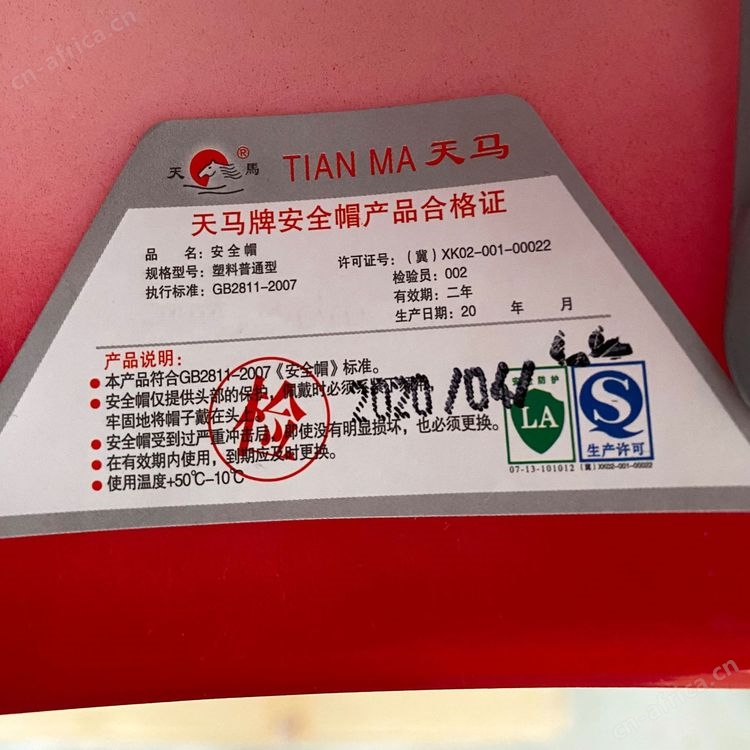 cn-africa.cn
天 馬 ®
TIAN MA 天马
天马牌安全帽产品合格证
品 名：安全帽
规格型号：塑料普通型
执行标准：GB2811-2007
许可证号：（冀）XK02-001-00022
检验员：002
有效期：二年
生产日期：20 年 月
产品说明：
本产品符合GB2811-2007《安全帽》标准。
安全帽仅提供头部的保护，佩戴时必须
牢固地将帽子戴在头上
安全帽受到过严重冲击后，即使没有明显损坏，也必须更换。
在有效期内使用，到期应及时更换。
使用温度+50℃-10℃
检
2020/04/
安全防护
LA
07-13-101012
生产许可
（冀）XK02-001-00022
cn-africa.cn